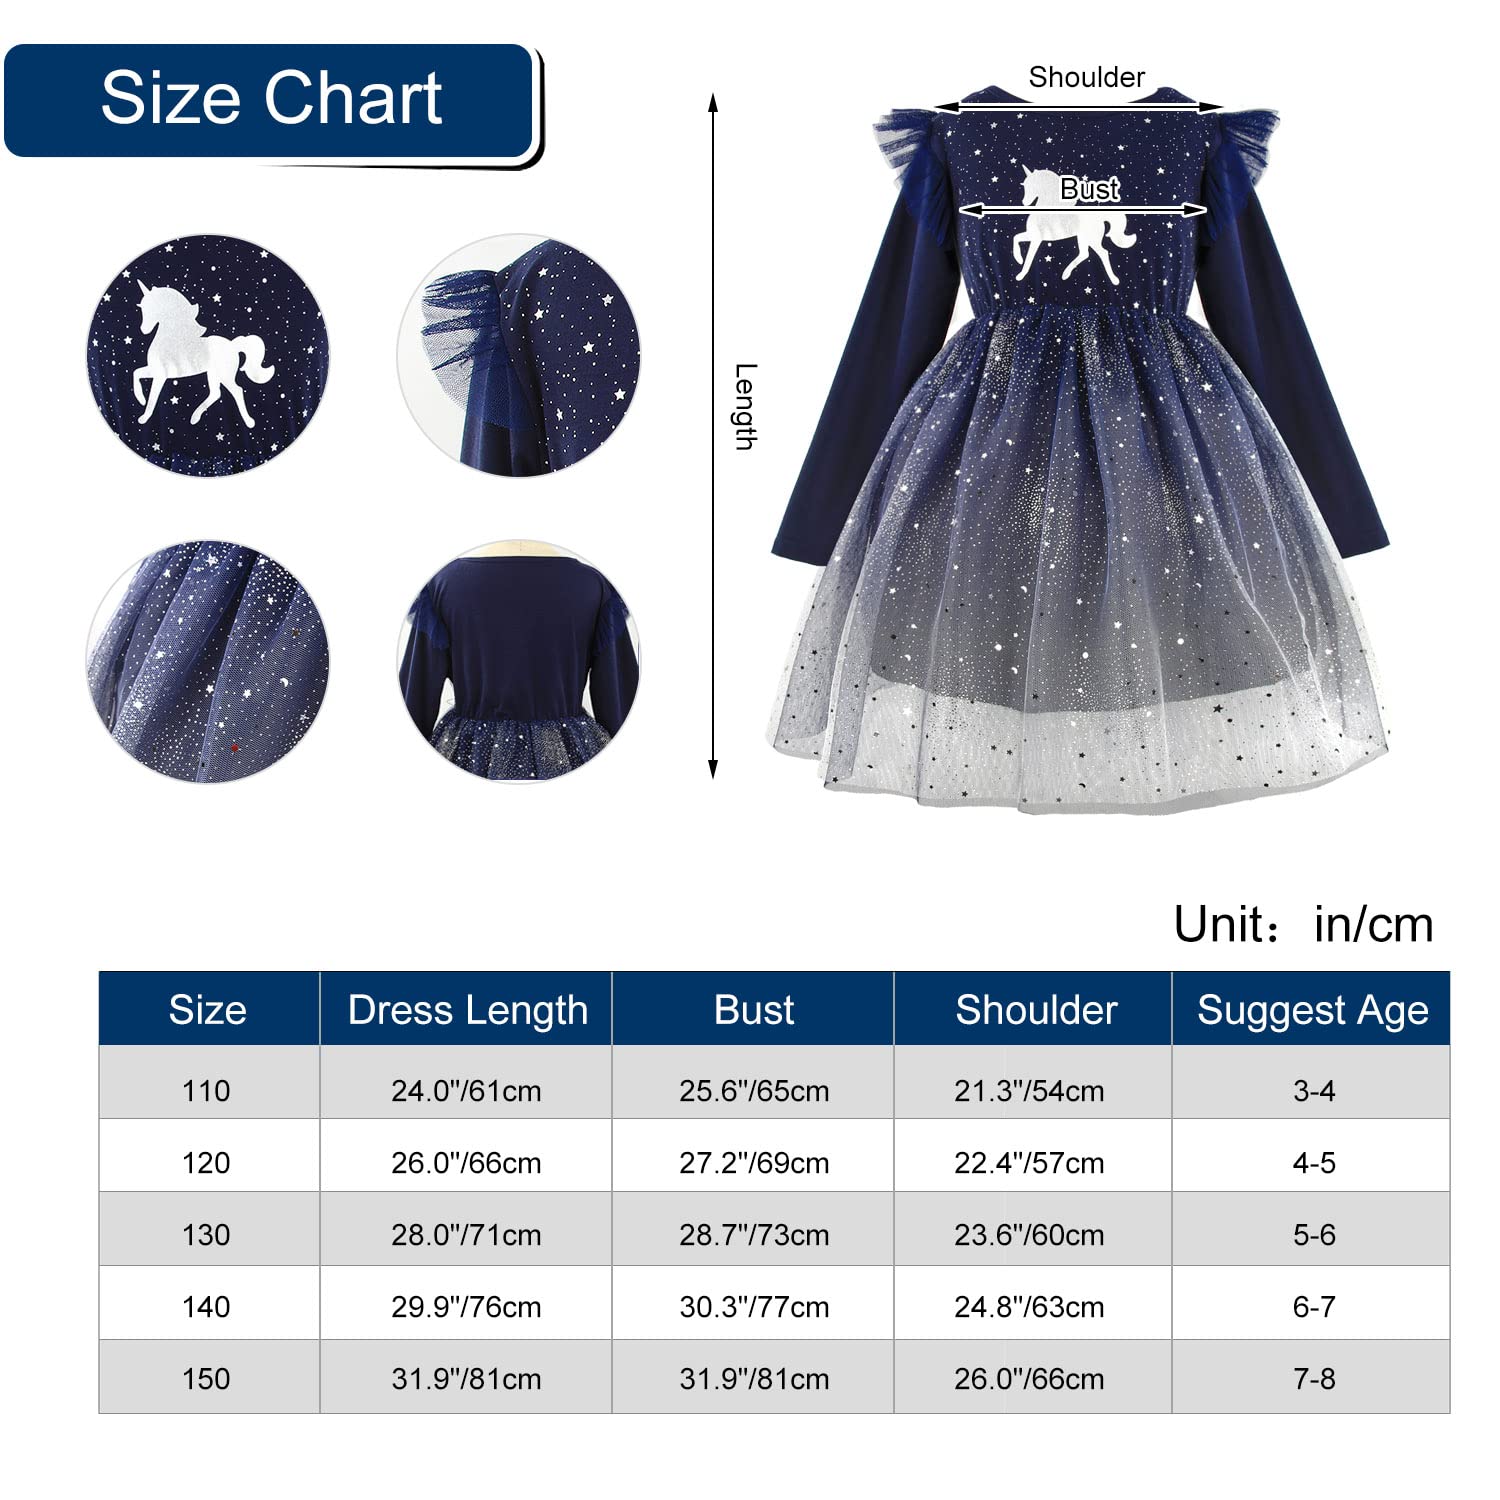 Size Chart
Shoulder
Bust
Length
Unit： in/cm
Size Dress Length Bust Shoulder Suggest Age
110 24.0"/61cm 25.6"/65cm 21.3"/54cm 3-4
120 26.0"/66cm 27.2"/69cm 22.4"/57cm 4-5
130 28.0"/71cm 28.7"/73cm 23.6"/60cm 5-6
140 29.9"/76cm 30.3"/77cm 24.8"/63cm 6-7
150 31.9"/81cm 31.9"/81cm 26.0"/66cm 7-8